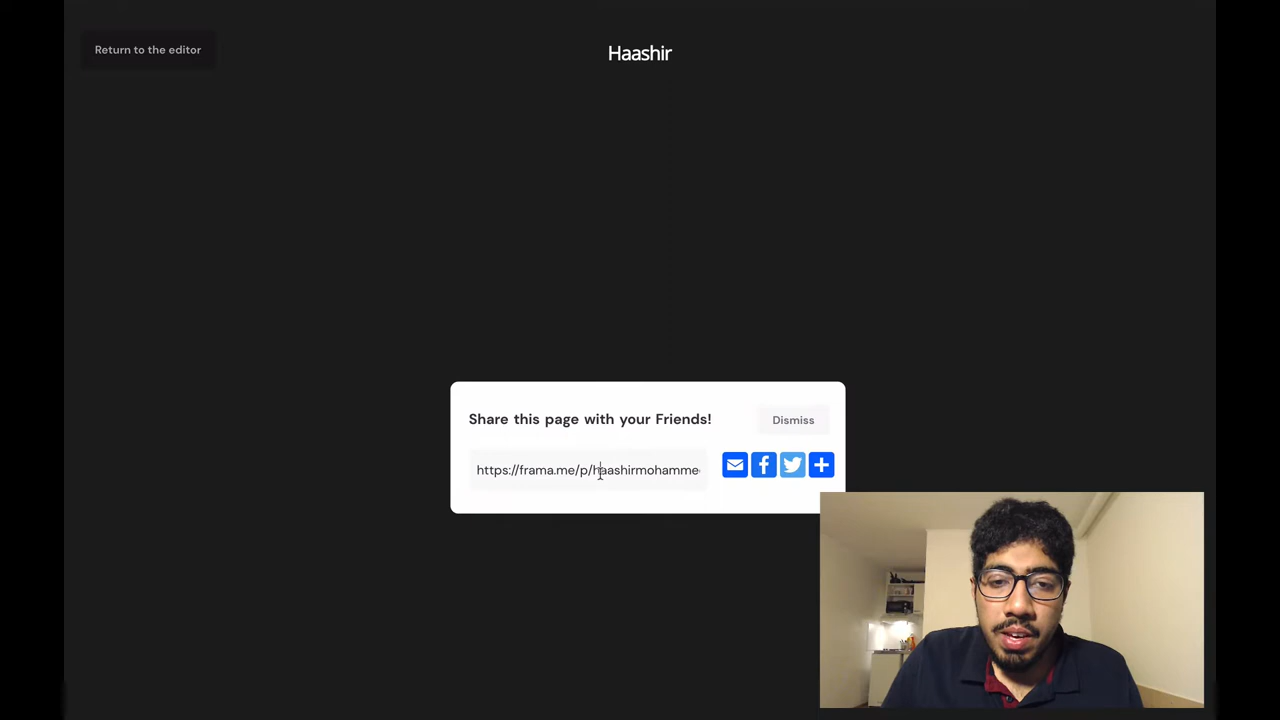 Return to the editor
Haashir
Share this page with your Friends!
Dismiss
https://frama.me/p/haashirmohamme